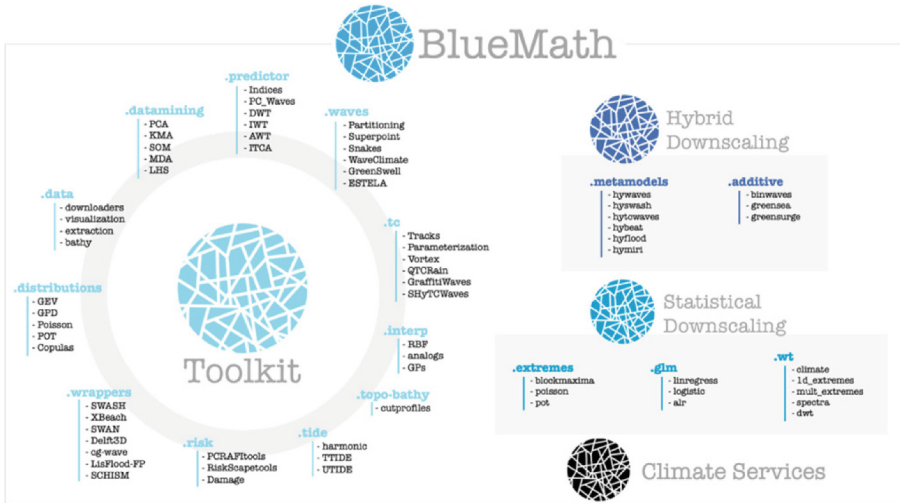 BlueMath
.predictor
- Indices
- PC_Waves
- DWT
- IWT
- AWT
- ITCA
.datamining
- PCA
- KMA
- SOM
- MDA
- LHS
.waves
- Partitioning
- Superpoint
- Snakes
- WaveClimate
- GreenSwell
- ESTELA
.data
- downloaders
- visualization
- extraction
- bathy
.tc
- Tracks
- Parameterization
- Vortex
- QTCRain
- GraffitiWaves
- SHyTCWaves
.distributions
- GEV
- GPD
- Poisson
- POT
- Copulas
Toolkit
.interp
- RBF
- analogs
- GPs
.topo-bathy
- cutprofiles
.wrappers
- SWASH
- XBeach
- SWAN
- Delft3D
- cg-wave
- LisFlood-FP
- SCHISM
.risk
- PCRAFItools
- RiskScapetools
- Damage
.tide
- harmonic
- TTIDE
- UTIDE
Hybrid
Downscaling
.metamodels
- hywaves
- hyswash
- hytcwaves
- hybeat
- hyflood
- hymiri
.additive
- binwaves
- greensea
- greensurge
Statistical
Downscaling
.extremes
- blockmaxima
- poisson
- pot
.glm
- linregress
- logistic
- alr
.wt
- climate
- 1d_extremes
- mult_extremes
- spectra
- dwt
Climate Services